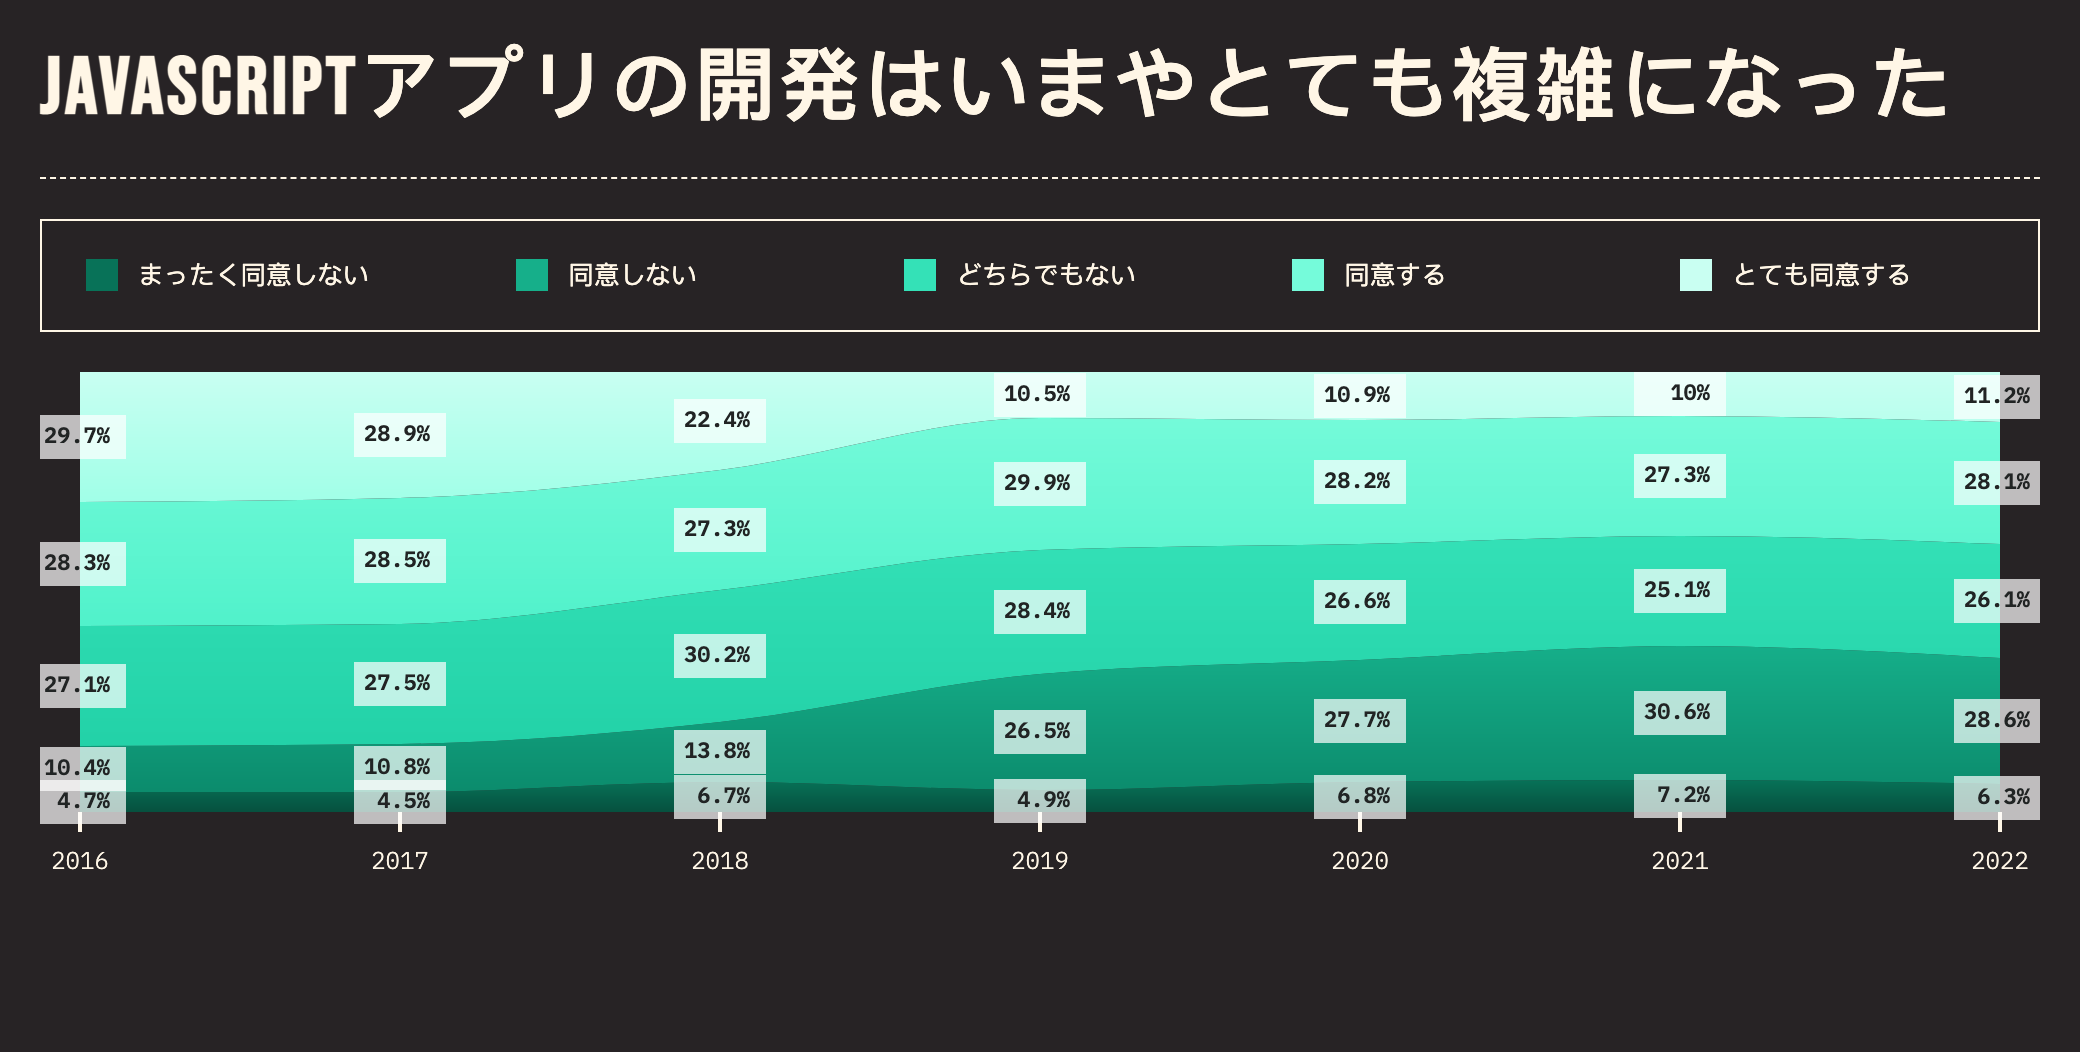 JAVASCRIPTアプリの開発はいまやとても複雑になった
まったく同意しない 同意しない どちらでもない 同意する とても同意する
29.7% 28.9% 22.4% 10.5% 10.9% 10% 11.2%
28.3% 28.5% 27.3% 29.9% 28.2% 27.3% 28.1%
27.1% 27.5% 30.2% 28.4% 26.6% 25.1% 26.1%
10.4% 10.8% 13.8% 26.5% 27.7% 30.6% 28.6%
4.7% 4.5% 6.7% 4.9% 6.8% 7.2% 6.3%
2016 2017 2018 2019 2020 2021 2022